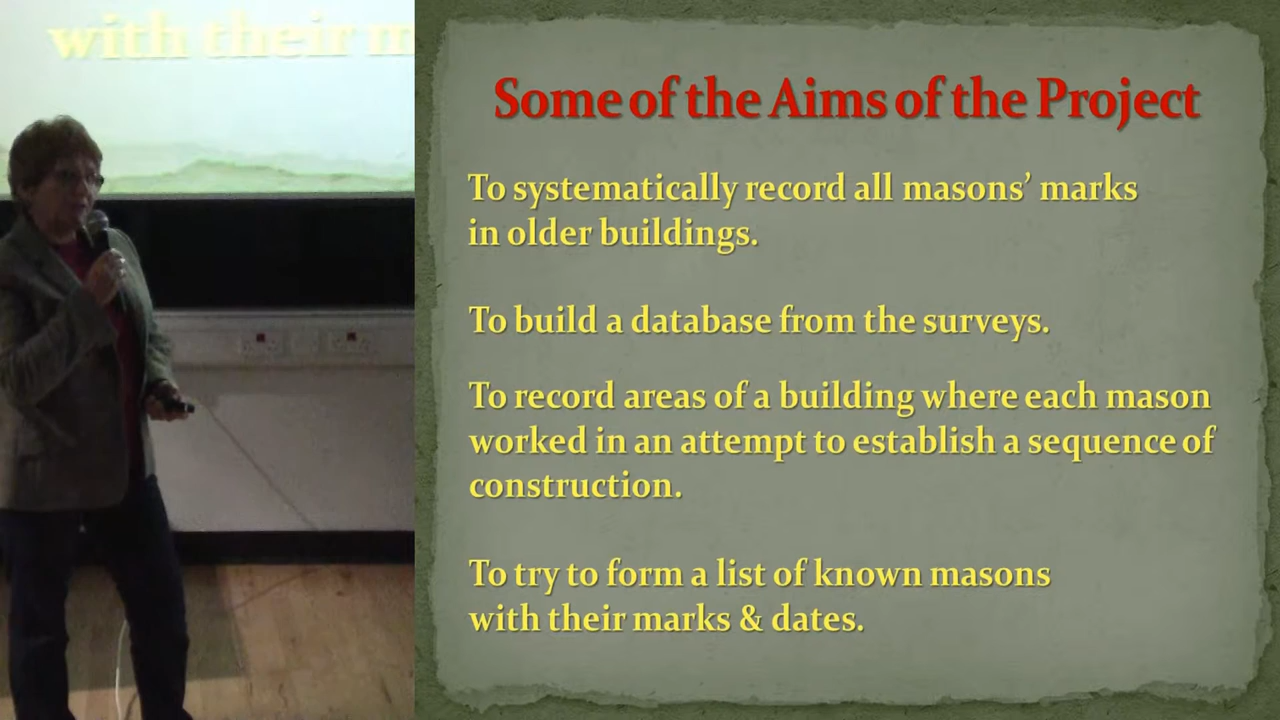 with their m
Some of the Aims of the Project
To systematically record all masons’ marks
in older buildings.
To build a database from the surveys.
To record areas of a building where each mason
worked in an attempt to establish a sequence of
construction.
To try to form a list of known masons
with their marks & dates.